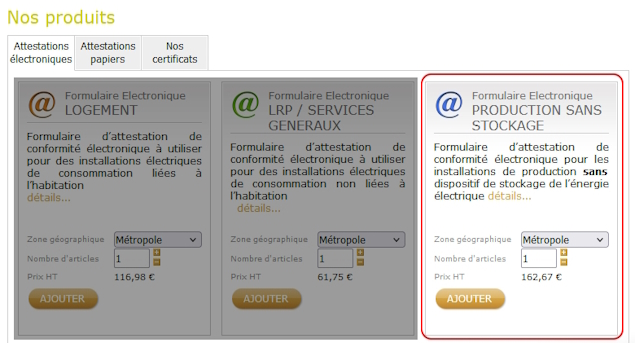 Nos produits
Attestations
électroniques
Attestations
papiers
Nos
certificats
@
Formulaire Electronique
LOGEMENT
Formulaire d'attestation de
conformité électronique à utiliser
pour des installations électriques
de consommation liées à
l'habitation
détails...
Zone géographique Métropole
Nombre d'articles 1
Prix HT 116,98 €
AJOUTER
@
Formulaire Electronique
LRP / SERVICES
GENERAUX
Formulaire d'attestation de
conformité électronique à utiliser
pour des installations électriques
de consommation non liées à
l'habitation
détails...
Zone géographique Métropole
Nombre d'articles 1
Prix HT 61,75 €
AJOUTER
@
Formulaire Electronique
PRODUCTION SANS
STOCKAGE
Formulaire d'attestation de
conformité électronique pour les
installations de production sans
dispositif de stockage de l'énergie
électrique détails...
Zone géographique Métropole
Nombre d'articles 1
Prix HT 162,67 €
AJOUTER